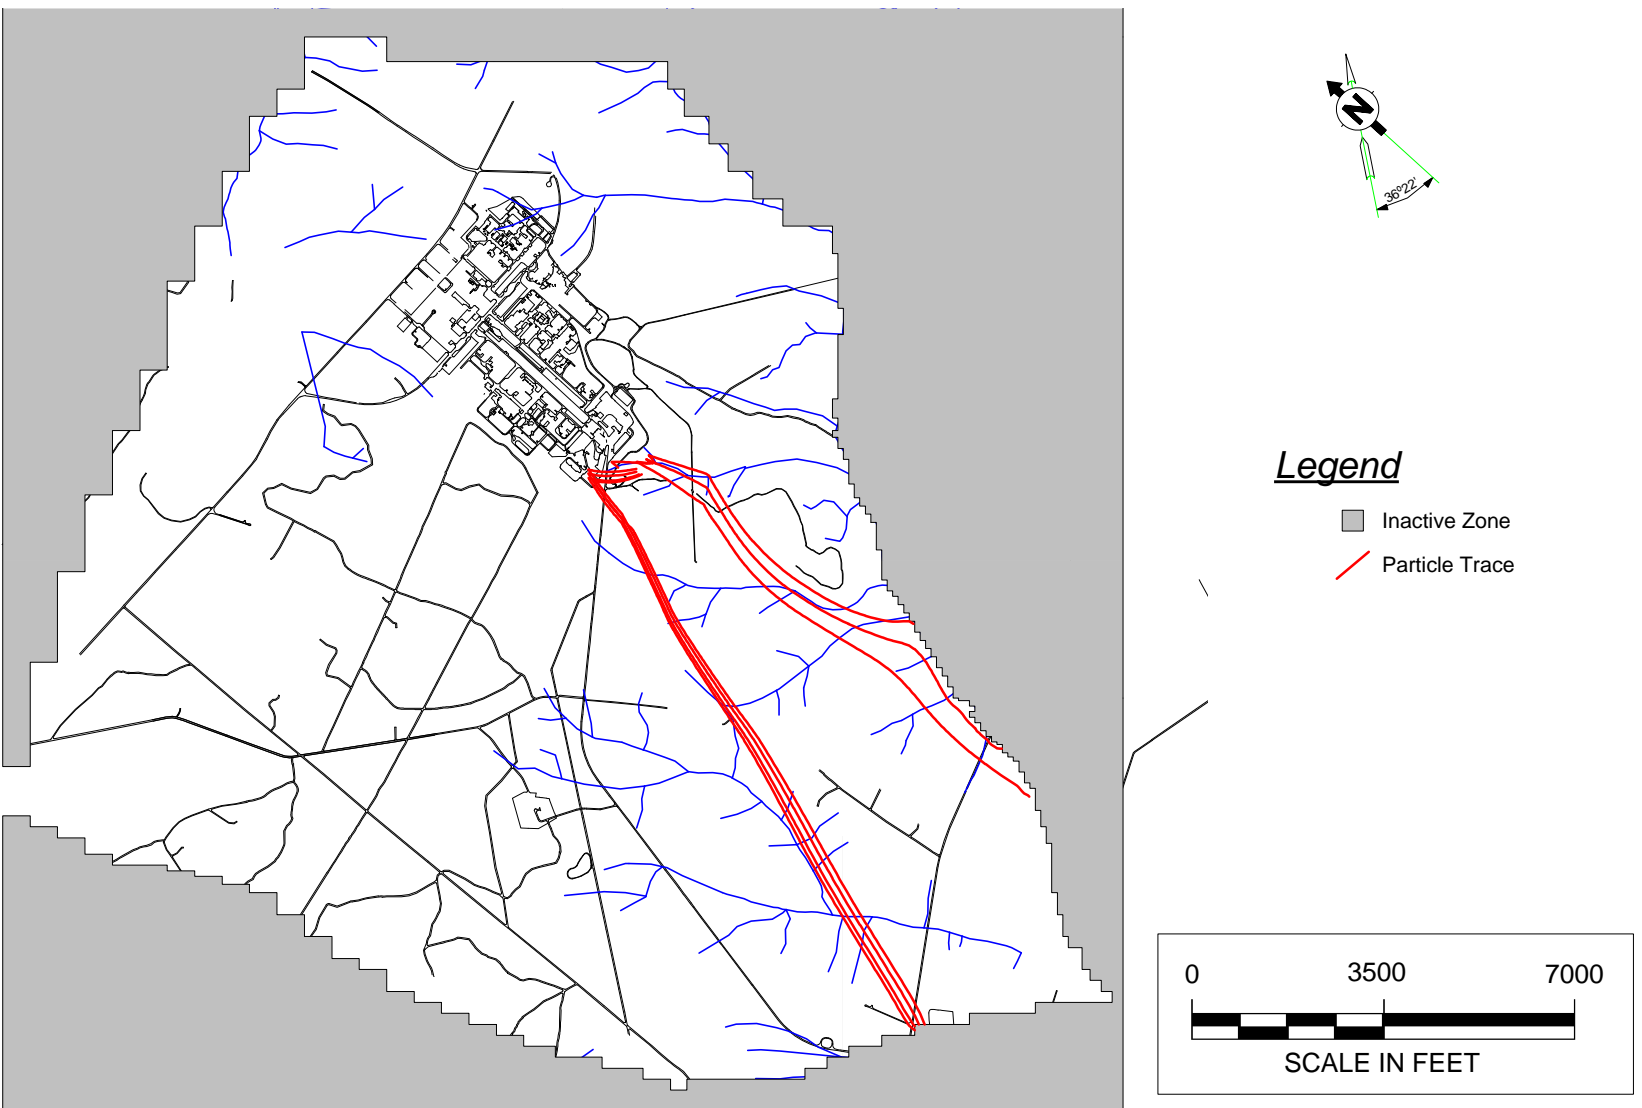 N
36°22'
Legend
Inactive Zone
Particle Trace
0 3500 7000
SCALE IN FEET